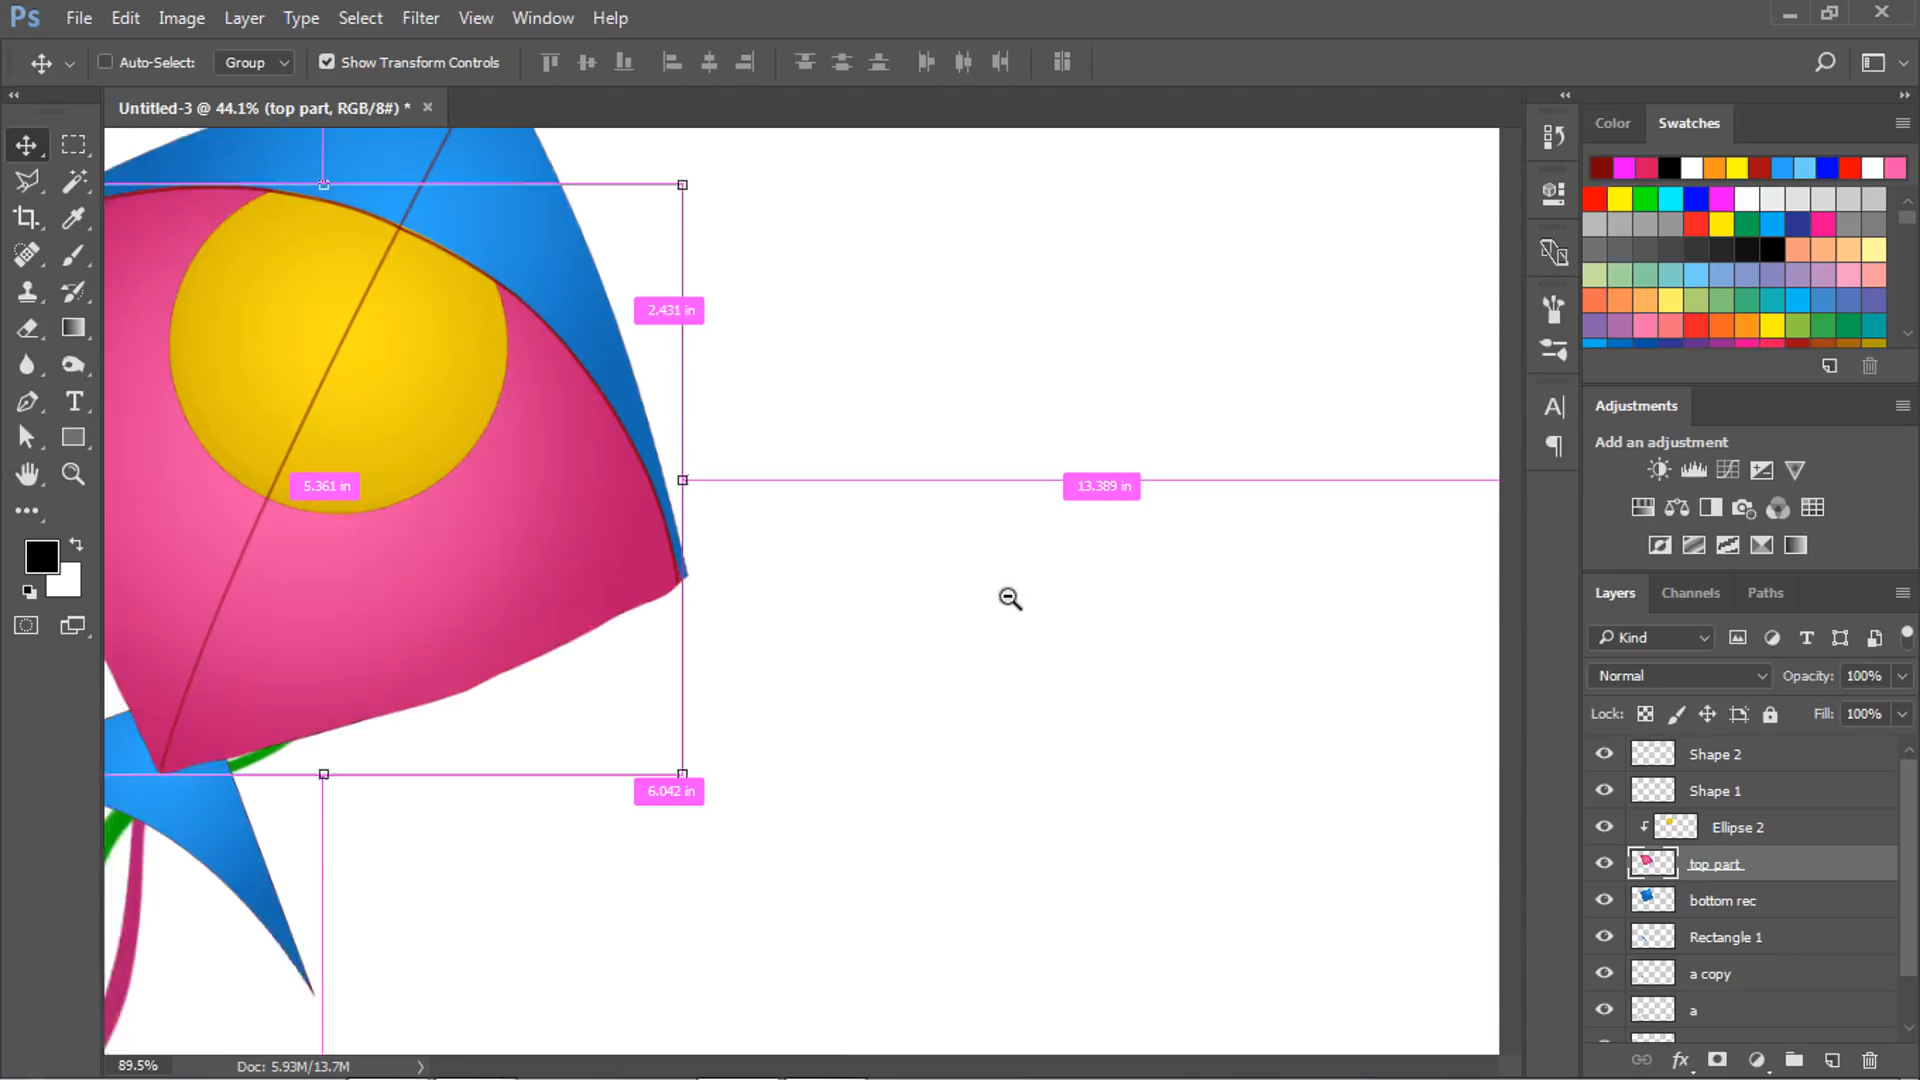 Ps File Edit Image Layer Type Select Filter View Window Help
Auto-Select: Group Show Transform Controls
Untitled-3 @ 44.1% (top part, RGB/8#) * ×
Color Swatches
2.431 in
5.361 in
13.389 in
6.042 in
Adjustments
Add an adjustment
Layers Channels Paths
Kind
Normal Opacity: 100%
Lock: Fill: 100%
Shape 2
Shape 1
Ellipse 2
top part
bottom rec
Rectangle 1
a copy
a
89.5% Doc: 5.93M/13.7M